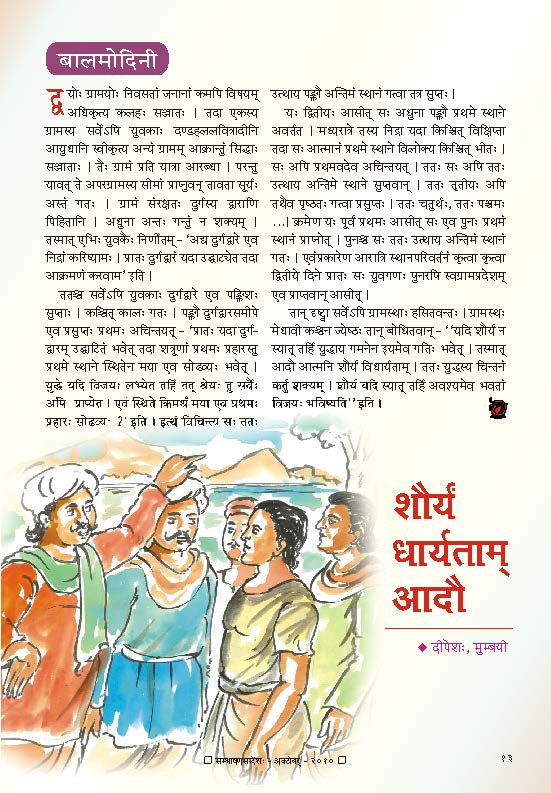 बालमोदिनी
द्वयोः ग्रामयोः निवसतां जनानां कमपि विषयम्
अधिकृत्य कलहः सञ्जातः । तदा एकस्य
ग्रामस्य सर्वेऽपि युवकाः दण्डहललवित्रादीनि
आयुधानि स्वीकृत्य अन्यं ग्रामम् आक्रान्तुं सिद्धाः
सञ्जाताः । तैः ग्रामं प्रति यात्रा आरब्धा । परन्तु
यावत् ते अपरग्रामस्य सीमां प्राप्नुवन् तावता सूर्यः
अस्तं गतः । ग्रामं संरक्षतः दुर्गस्य द्वाराणि
पिहितानि । अधुना अन्तः गन्तुं न शक्यम् ।
तस्मात् एभिः युवकैः निर्णीतम् - 'अद्य दुर्गद्वारे एव
निद्रां करिष्यामः । प्रातः दुर्गद्वारे यदा उद्घाट्येत तदा
आक्रमणं करवाम' इति ।
ततश्च सर्वेऽपि युवकाः दुर्गद्वारे एव पङ्क्तिशः
सुप्ताः । कश्चित् कालः गतः । पङ्क्तौ दुर्गद्वारसमीपे
एव प्रसुप्तः प्रथमः अचिन्तयत् - 'प्रातः यदा दुर्ग-
द्वारम् उद्घाटितं भवेत् तदा शत्रूणां प्रथमः प्रहारस्तु
प्रथमे स्थाने स्थितेन मया एव सोढव्यः भवेत् ।
युद्धे यदि विजयः लभ्येत तर्हि तत् श्रेयः तु सर्वैः
अपि प्राप्येत । एवं स्थिते किमर्थं मया एव प्रथमः
प्रहारः सोढव्यः ?' इति । इत्थं विचिन्त्य सः ततः
उत्थाय पङ्क्तौ अन्तिमं स्थानं गत्वा तत्र सुप्तः ।
यः द्वितीयः आसीत् सः अधुना पङ्क्तौ प्रथमे स्थाने
अवर्तत । मध्यरात्रे तस्य निद्रा यदा किञ्चित् विक्षिप्ता
तदा सः आत्मानं प्रथमे स्थाने विलोक्य किञ्चित् भीतः ।
सः अपि प्रथमवदेव अचिन्तयत् । ततः सः अपि ततः
उत्थाय अन्तिमे स्थाने सुप्तवान् । ततः तृतीयः अपि
तथैव पृष्ठतः गत्वा प्रसुप्तः । ततः चतुर्थः, ततः पञ्चमः
...। क्रमेण यः पूर्वं प्रथमः आसीत् सः एव पुनः प्रथमं
स्थानं प्राप्नोत् । पुनश्च सः ततः उत्थाय अन्तिमं स्थानं
गतः । एवंप्रकारेण आरात्रि स्थानपरिवर्तनं कृत्वा कृत्वा
द्वितीये दिने प्रातः सः युवगणः पुनरपि स्वग्रामप्रदेशम्
एव प्राप्तवान् आसीत् ।
तान् दृष्ट्वा सर्वेऽपि ग्रामस्थाः हसितवन्तः । ग्रामस्थः
मेधावी कश्चन ज्येष्ठः तान् बोधितवान् - ''यदि शौर्यं न
स्यात् तर्हि युद्धाय गमनेन इयमेव गतिः भवेत् । तस्मात्
आदौ आत्मनि शौर्यं विधार्यताम् । ततः युद्धस्य चिन्तनं
कर्तुं शक्यम् । शौर्यं यदि स्यात् तर्हि अवश्यमेव भवतां
विजयः भविष्यति'' इति ।
शौर्यं
धार्यताम्
आदौ
◆ दीपेशः, मुम्बयी
□ सम्भाषणसन्देशः - अक्टोबर् - २०१० □
१३